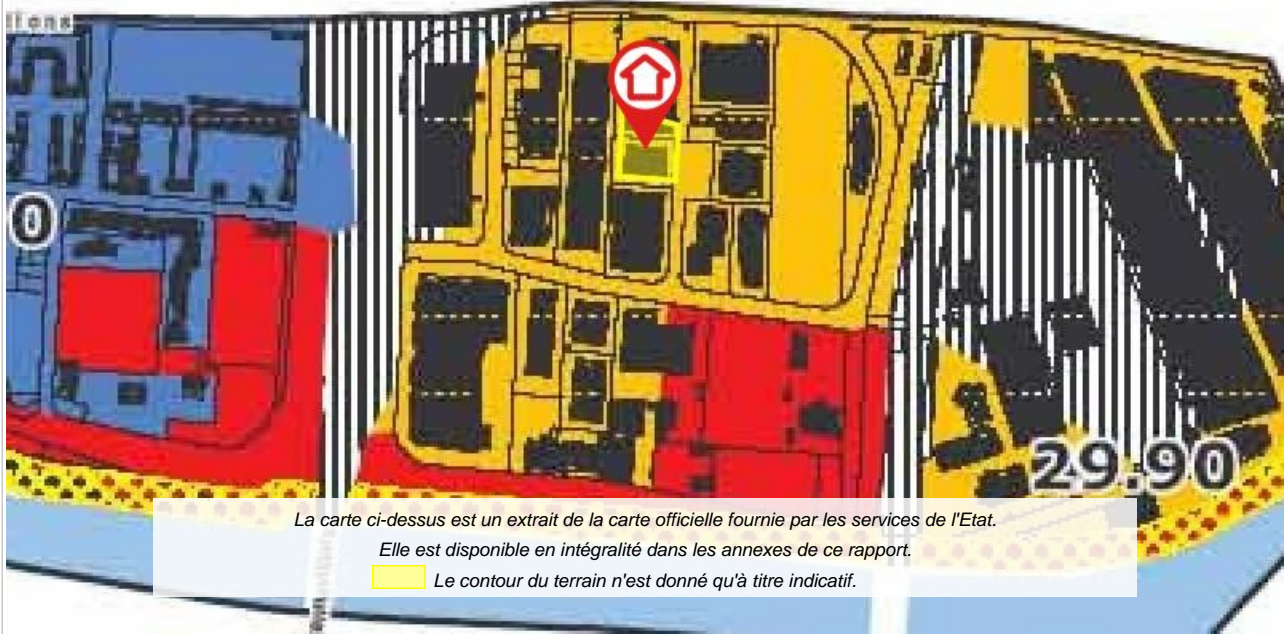 0
29.90
La carte ci-dessus est un extrait de la carte officielle fournie par les services de l'Etat.
Elle est disponible en intégralité dans les annexes de ce rapport.
Le contour du terrain n'est donné qu'à titre indicatif.